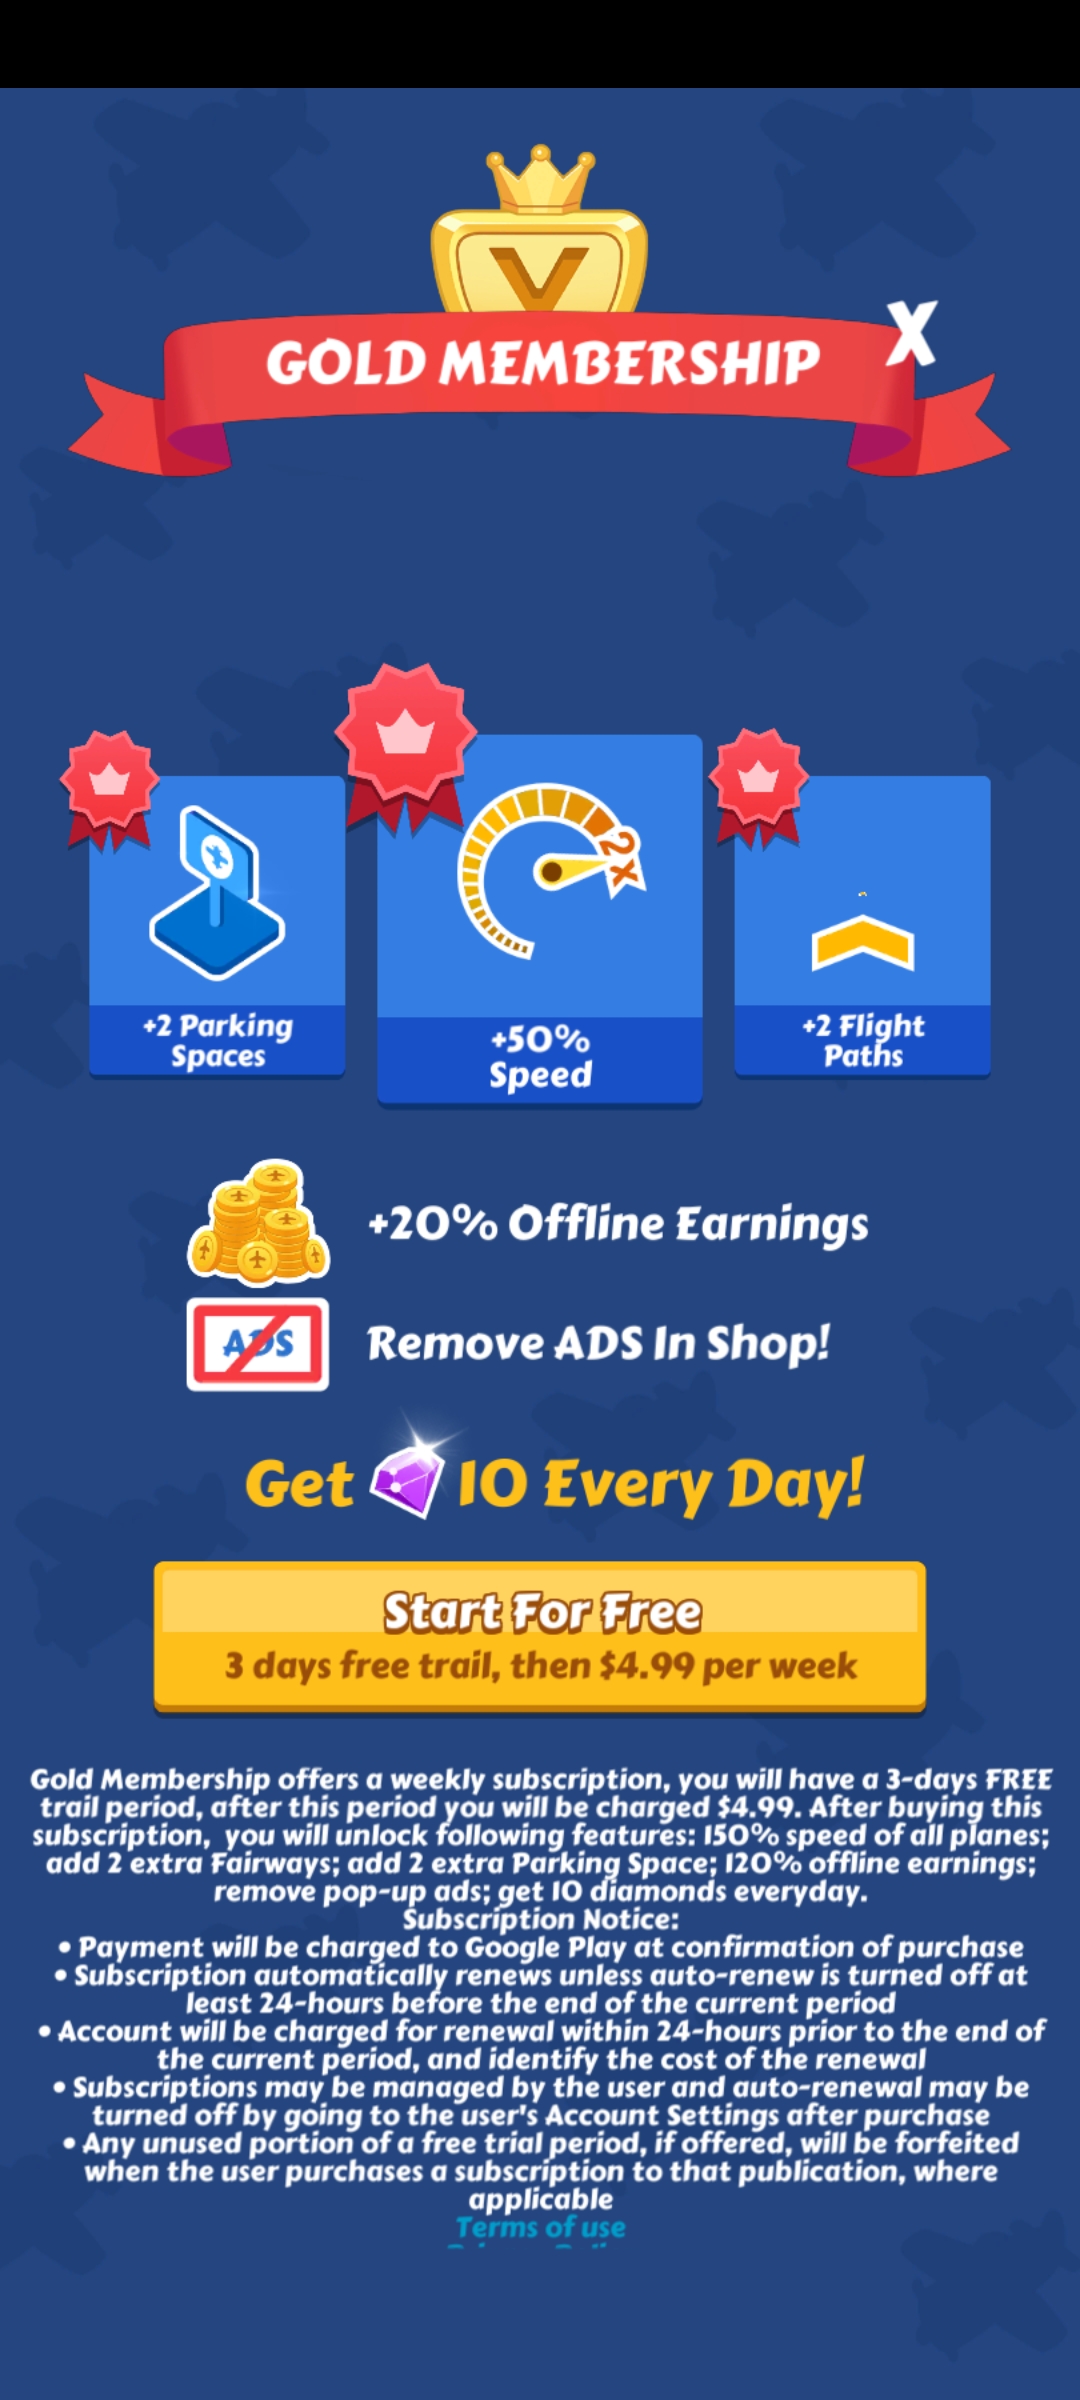 V
GOLD MEMBERSHIP
X
2x
+2 Parking
Spaces
+50%
Speed
+2 Flight
Paths
+20% Offline Earnings
ADS
Remove ADS In Shop!
Get 10 Every Day!
Start For Free
3 days free trail, then $4.99 per week
Gold Membership offers a weekly subscription, you will have a 3-days FREE
trail period, after this period you will be charged $4.99. After buying this
subscription, you will unlock following features: 150% speed of all planes;
add 2 extra Fairways; add 2 extra Parking Space; 120% offline earnings;
remove pop-up ads; get 10 diamonds everyday.
Subscription Notice:
• Payment will be charged to Google Play at confirmation of purchase
• Subscription automatically renews unless auto-renew is turned off at
least 24-hours before the end of the current period
• Account will be charged for renewal within 24-hours prior to the end of
the current period, and identify the cost of the renewal
• Subscriptions may be managed by the user and auto-renewal may be
turned off by going to the user's Account Settings after purchase
• Any unused portion of a free trial period, if offered, will be forfeited
when the user purchases a subscription to that publication, where
applicable
Terms of use